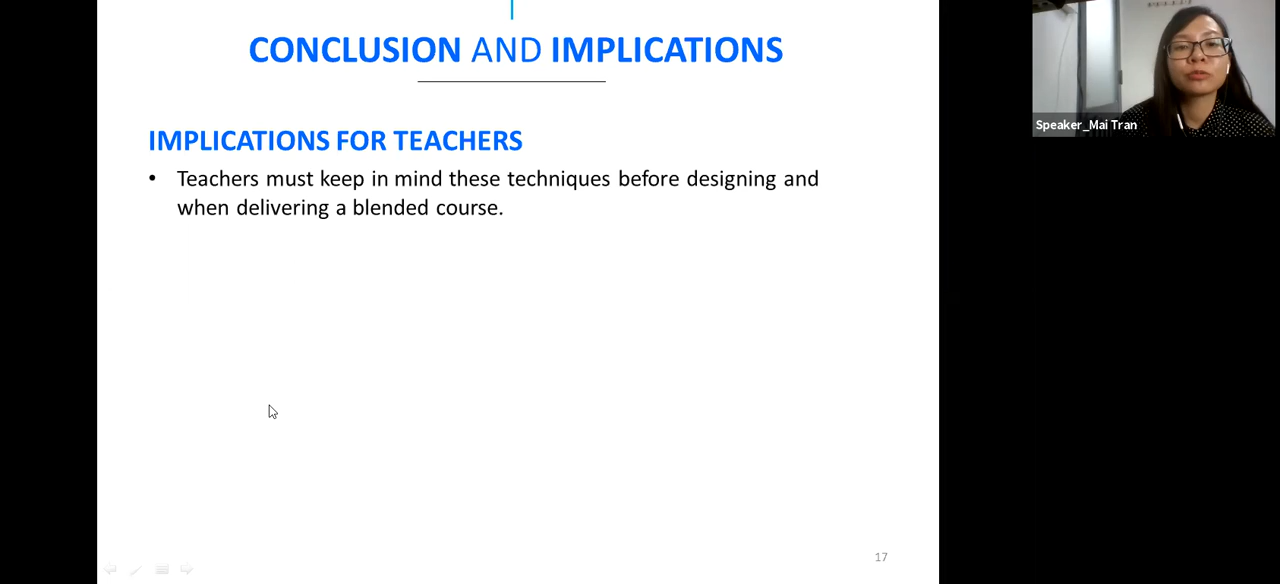 CONCLUSION AND IMPLICATIONS
IMPLICATIONS FOR TEACHERS
• Teachers must keep in mind these techniques before designing and
when delivering a blended course.
17
Speaker_Mai Tran